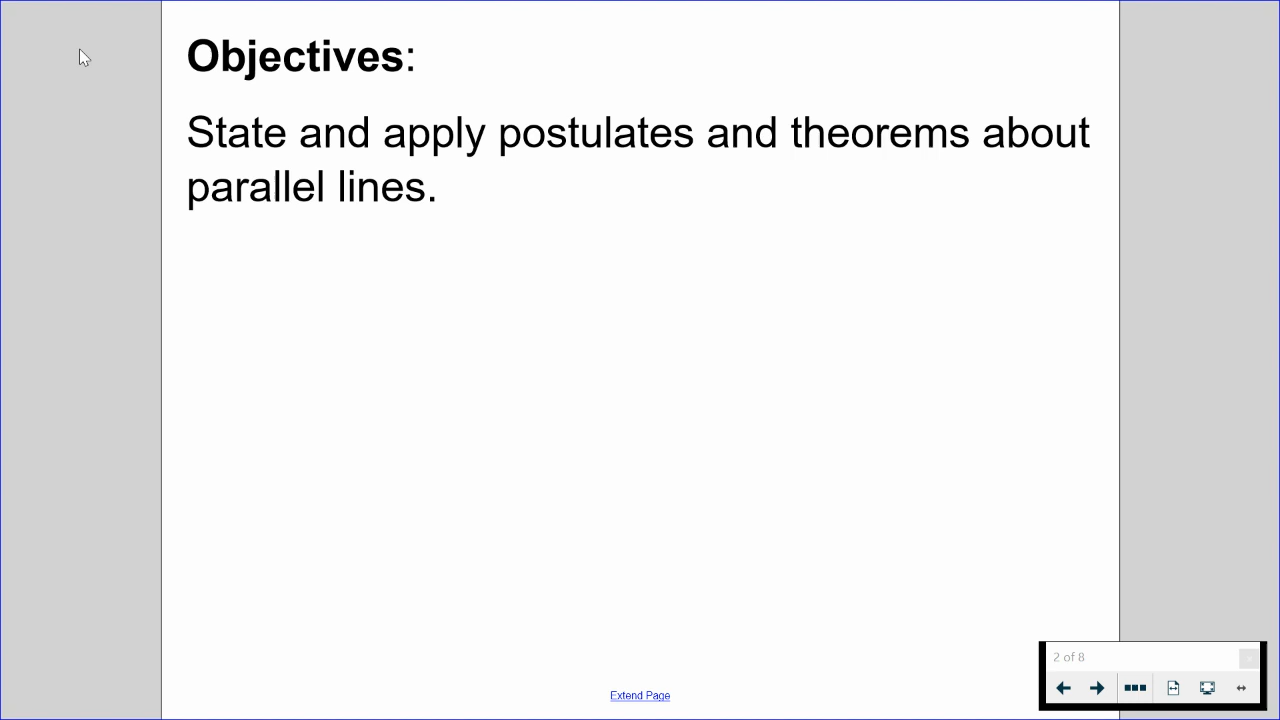 Objectives:
State and apply postulates and theorems about
parallel lines.
2 of 8
Extend Page